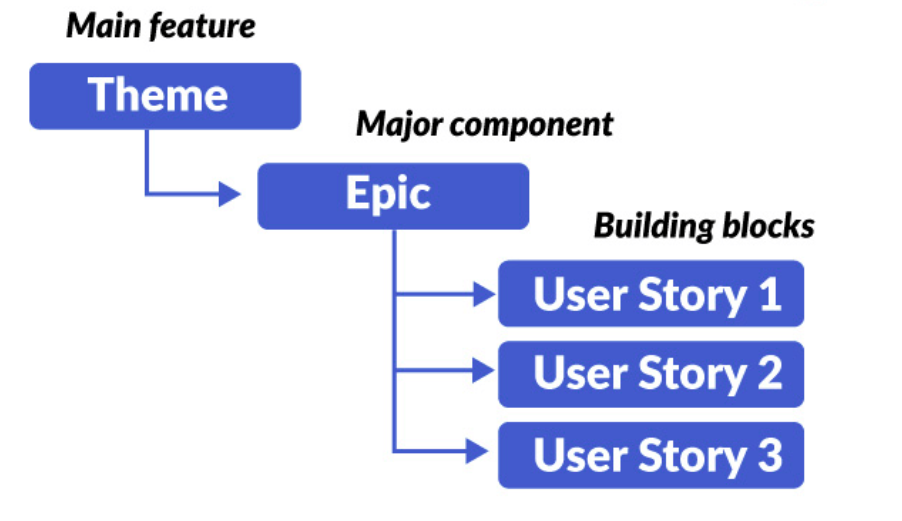 Main feature
Theme
Major component
Epic
Building blocks
User Story 1
User Story 2
User Story 3